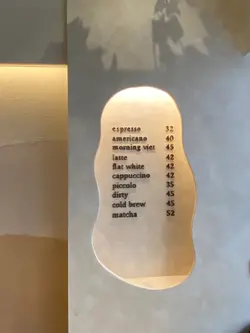 espresso 32
americano 40
morning viet 45
latte 42
flat white 42
cappuccino 42
piccolo 35
dirty 45
cold brew 45
matcha 52